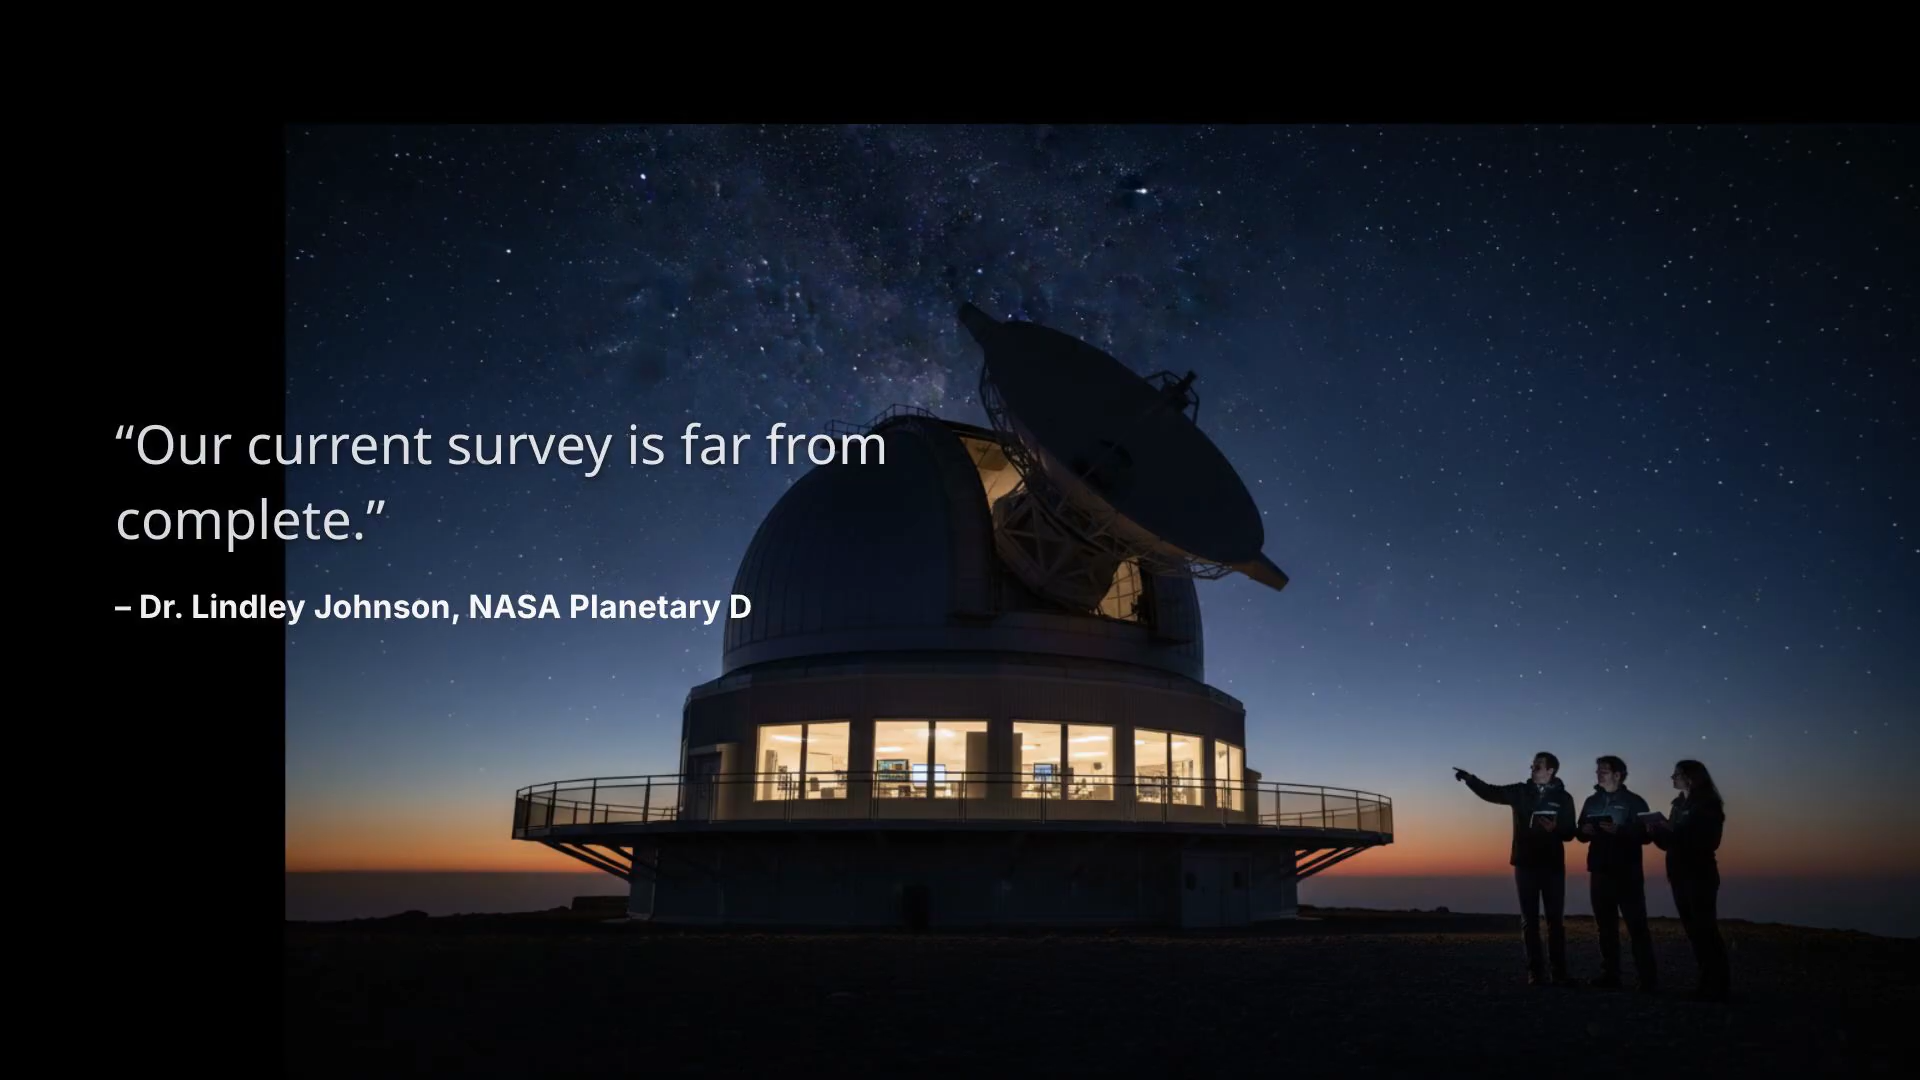 “Our current survey is far from
complete.”
– Dr. Lindley Johnson, NASA Planetary D